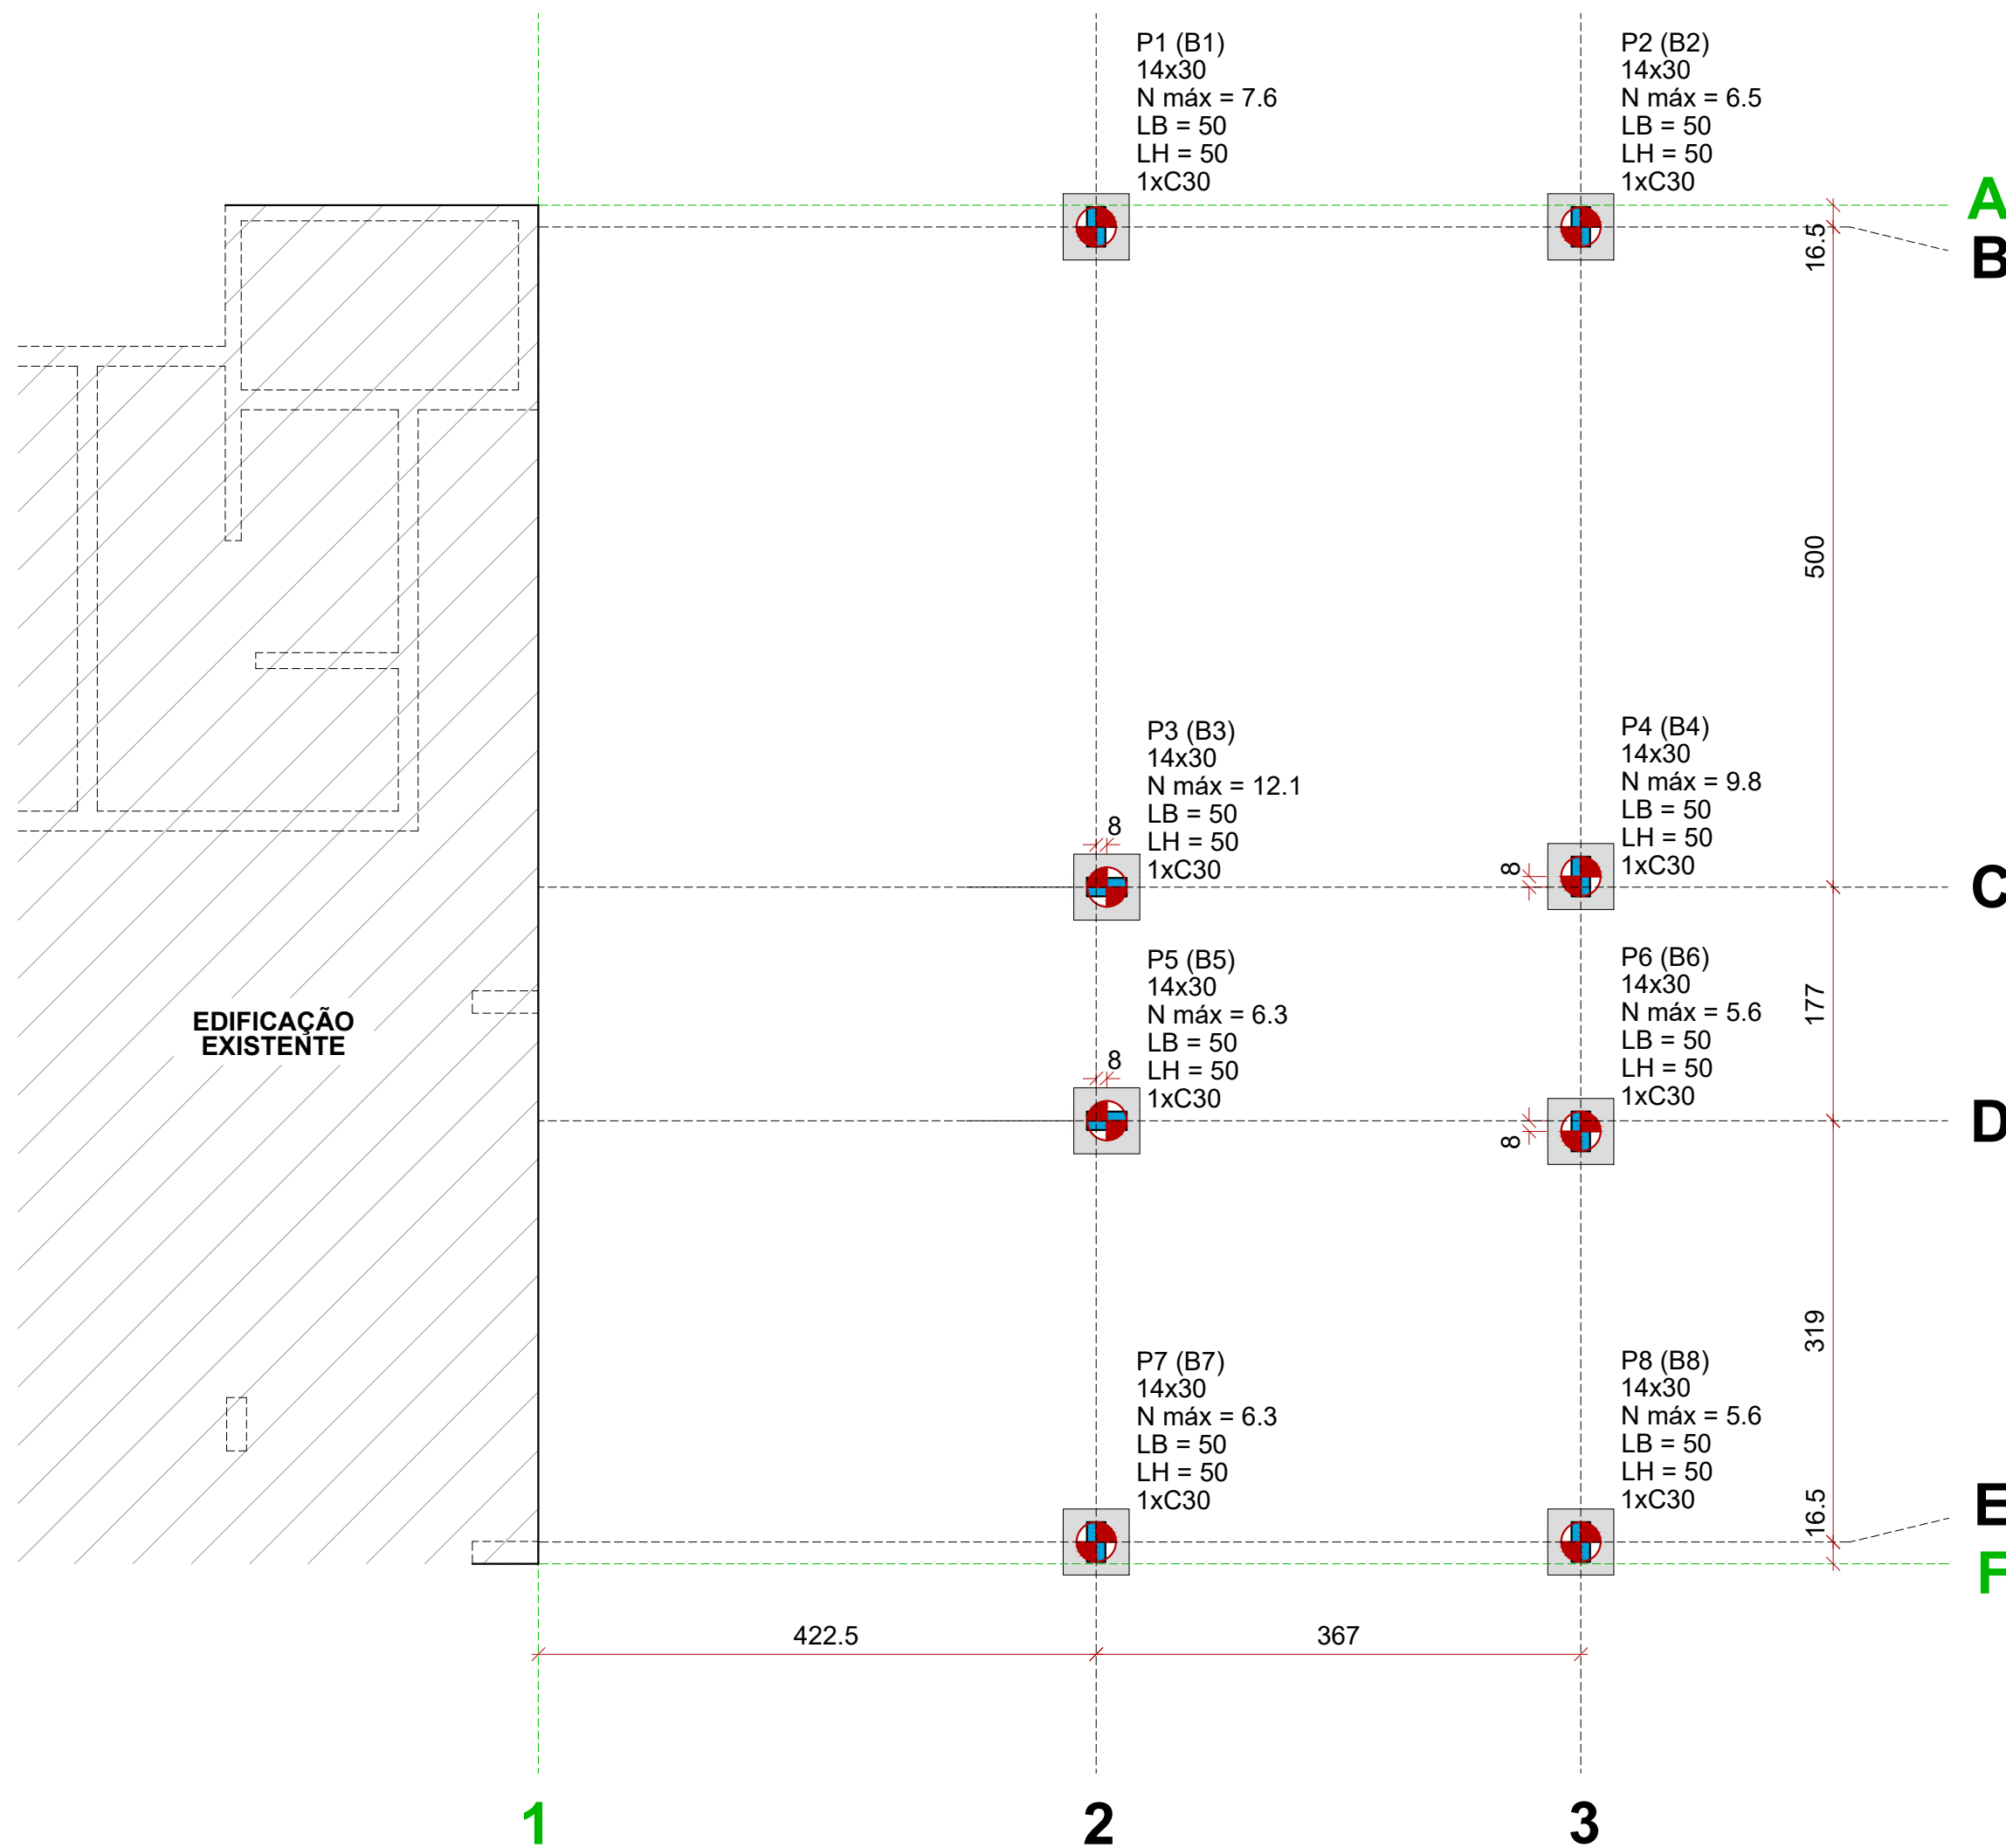 P1 (B1)
14x30
N máx = 7.6
LB = 50
LH = 50
1xC30
P2 (B2)
14x30
N máx = 6.5
LB = 50
LH = 50
1xC30
A
B
16.5
500
P3 (B3)
14x30
N máx = 12.1
LB = 50
LH = 50
1xC30
8
P4 (B4)
14x30
N máx = 9.8
LB = 50
LH = 50
1xC30
8
C
EDIFICAÇÃO
EXISTENTE
P5 (B5)
14x30
N máx = 6.3
LB = 50
LH = 50
1xC30
8
P6 (B6)
14x30
N máx = 5.6
LB = 50
LH = 50
1xC30
8
177
D
319
P7 (B7)
14x30
N máx = 6.3
LB = 50
LH = 50
1xC30
P8 (B8)
14x30
N máx = 5.6
LB = 50
LH = 50
1xC30
16.5
E
F
422.5
367
1
2
3